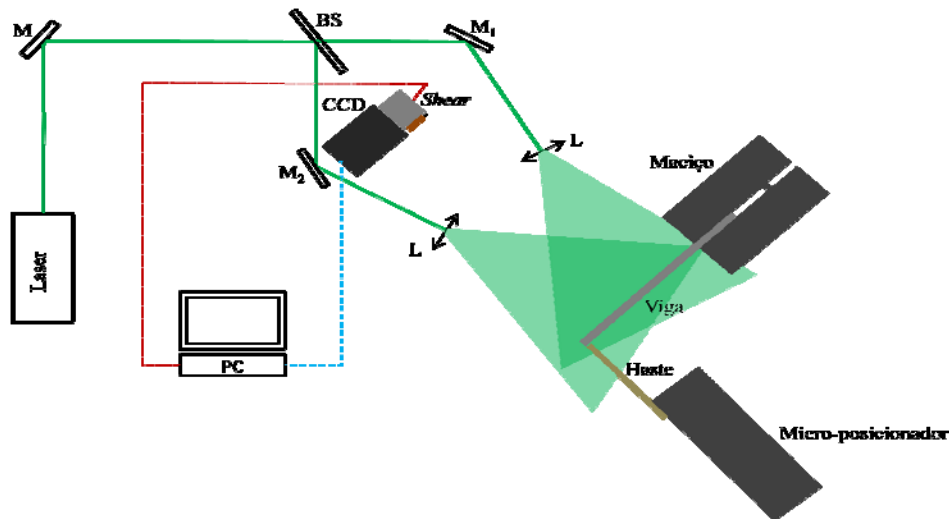 M
BS
M₁
CCD
Shear
M₂
L
L
Maciço
Laser
Viga
PC
Haste
Micro-posicionador